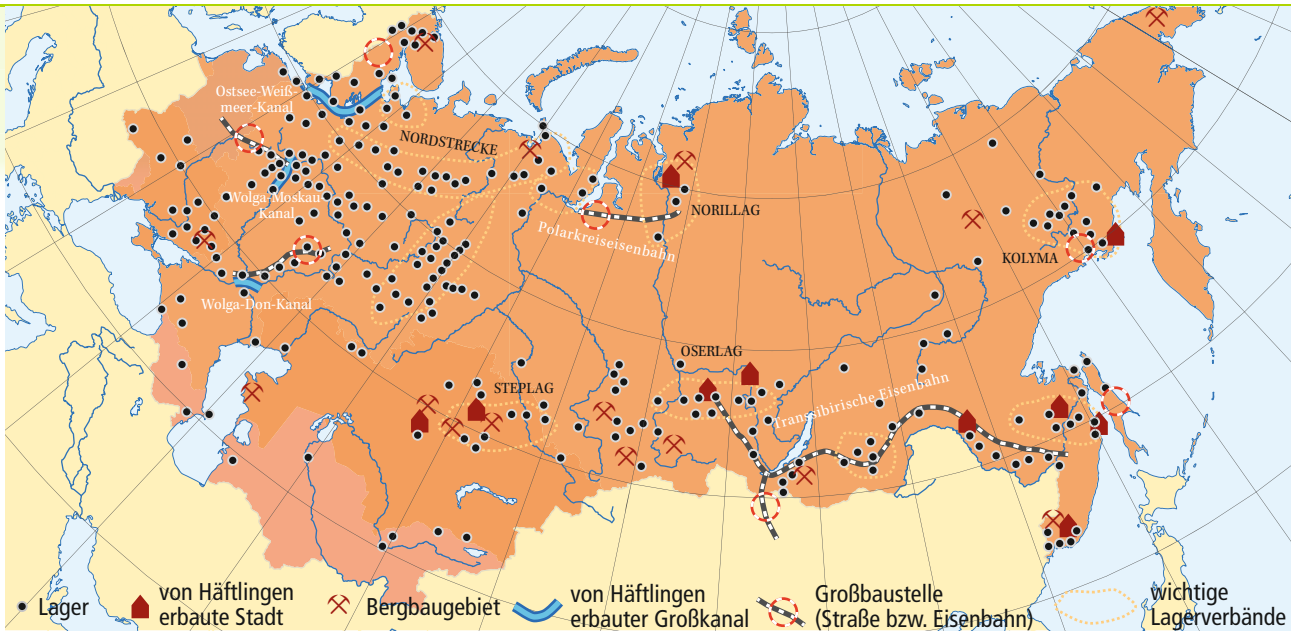 Ostsee-Weiß-
meer-Kanal
NORDSTRECKE
Wolga-Moskau-
Kanal
NORILLAG
Polarkreiseisenbahn
KOLYMA
Wolga-Don-Kanal
OSERLAG
STEPLAG
Transsibirische Eisenbahn
Lager
von Häftlingen
erbaute Stadt
Bergbaugebiet
von Häftlingen
erbauter Großkanal
Großbaustelle
(Straße bzw. Eisenbahn)
wichtige
Lagerverbände